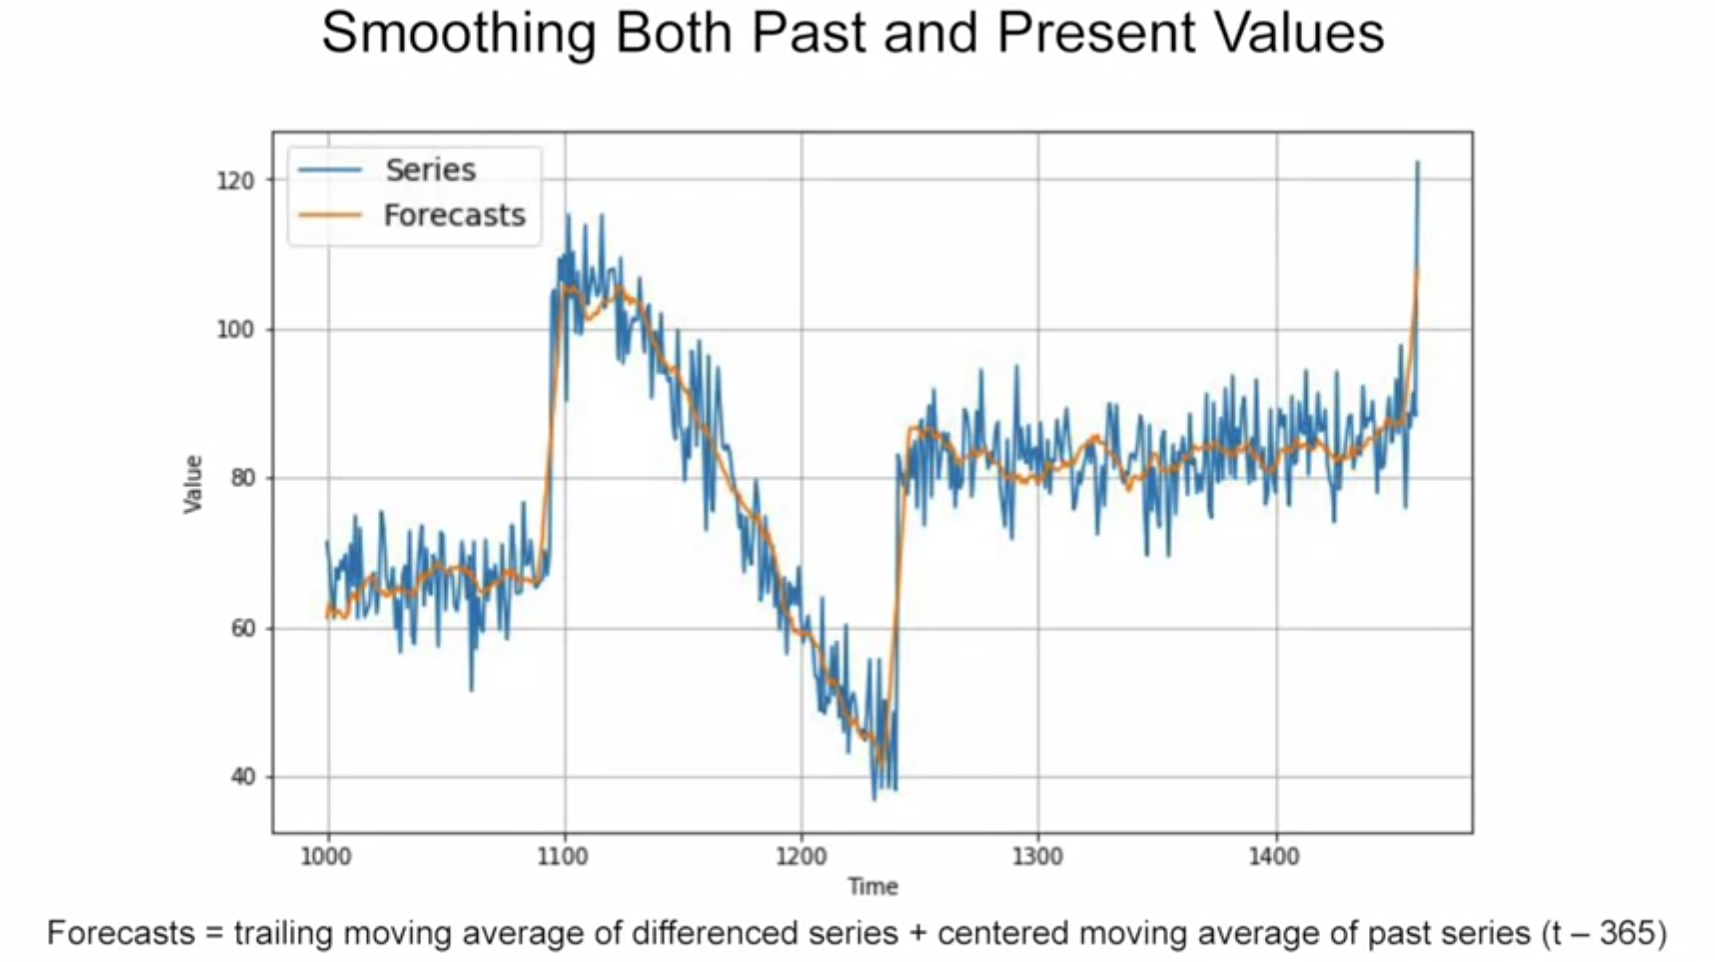 Smoothing Both Past and Present Values
Series
Forecasts
120
100
80
60
40
Value
1000 1100 1200 1300 1400
Time
Forecasts = trailing moving average of differenced series + centered moving average of past series (t – 365)